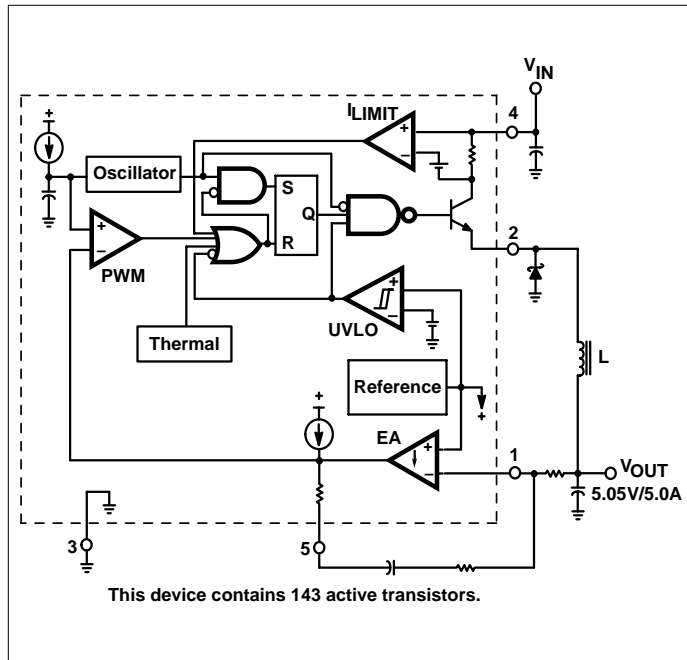 VIN
4
ILIMIT
+
−
+
Oscillator
S
Q
R
2
+
−
PWM
Thermal
+
−
UVLO
L
Reference
+
+
EA
+
−
1
VOUT
5.05V/5.0A
3
5
This device contains 143 active transistors.